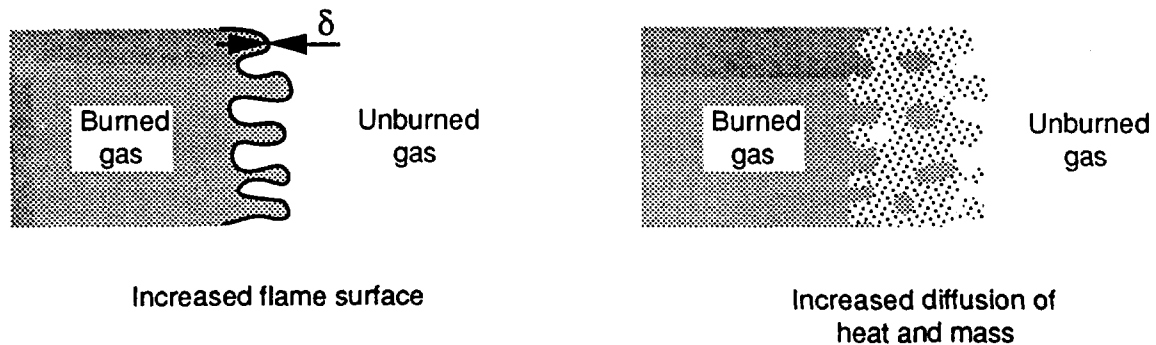 δ
Burned
gas
Unburned
gas
Increased flame surface
Burned
gas
Unburned
gas
Increased diffusion of
heat and mass